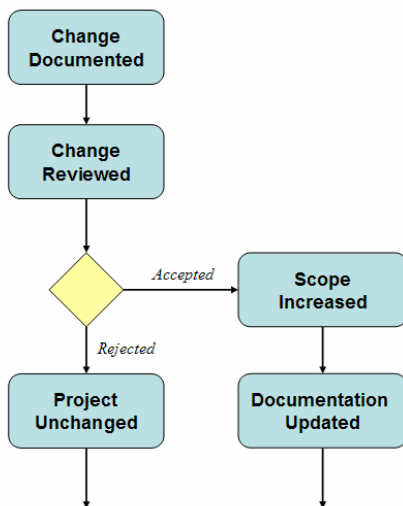 Change
Documented
Change
Reviewed
Accepted
Scope
Increased
Rejected
Project
Unchanged
Documentation
Updated